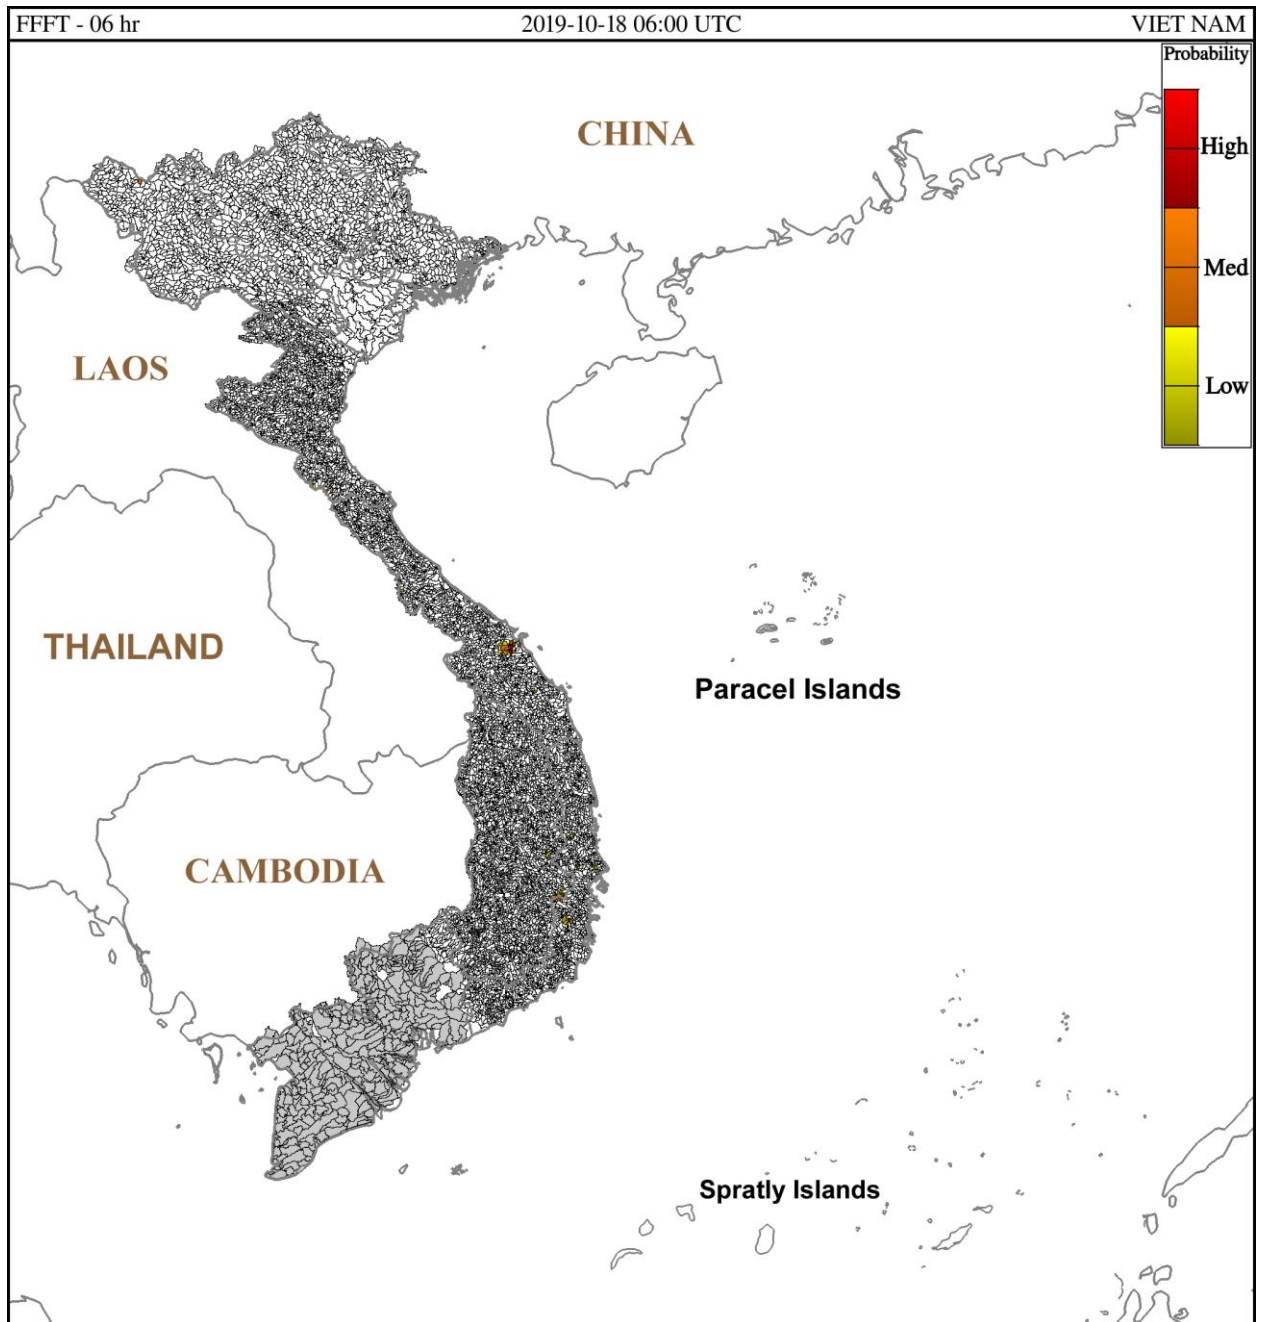 FFFT - 06 hr
2019-10-18 06:00 UTC
VIET NAM
Probability
High
Med
Low
CHINA
LAOS
THAILAND
Paracel Islands
CAMBODIA
Spratly Islands